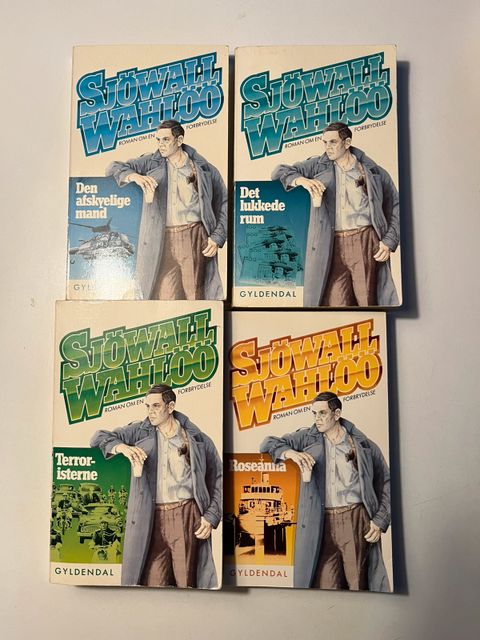 SJÖWALL
WAHLÖÖ
ROMAN OM EN FORBRYDELSE
Den
afskyelige
mand
GYLD
SJÖWALL
WAHLÖÖ
ROMAN OM EN FORBRYDELSE
Det
lukkede
rum
GYLDENDAL
SJÖWALL
WAHLÖÖ
ROMAN OM EN FORBRYDELSE
Terror-
isterne
GYLDENDAL
SJÖWALL
WAHLÖÖ
ROMAN OM EN FORBRYDELSE
Roseanna
GYLDENDAL